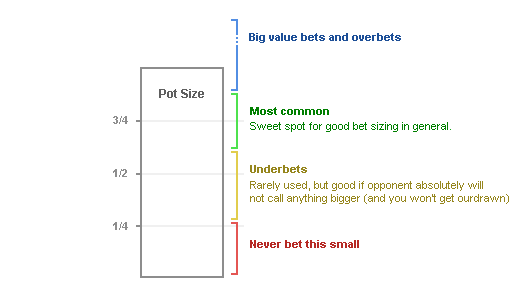 Big value bets and overbets
Pot Size
Most common
3/4
Sweet spot for good bet sizing in general.
Underbets
1/2
Rarely used, but good if opponent absolutely will
not call anything bigger (and you won't get ourdrawn)
1/4
Never bet this small